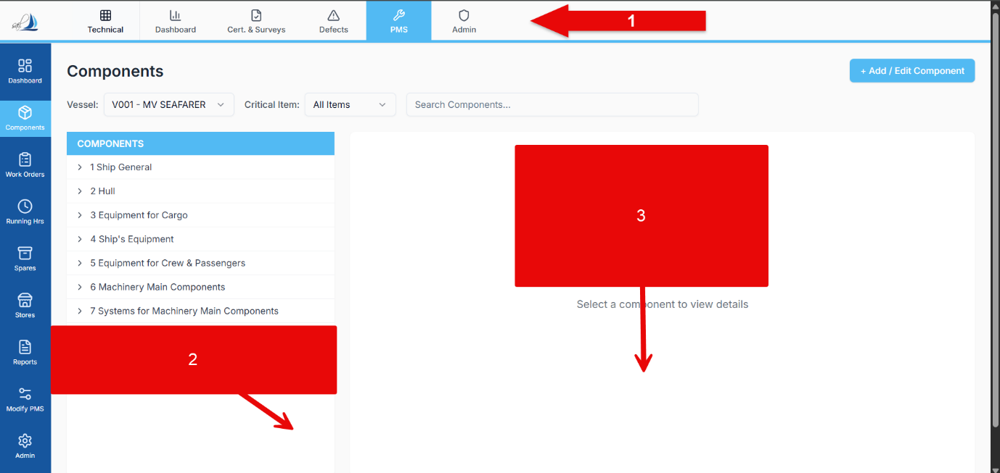 Technical
Dashboard
Cert. & Surveys
Defects
PMS
Admin
1
Dashboard
Components
Work Orders
Running Hrs
Spares
Stores
Reports
Modify PMS
Admin
Components
+ Add / Edit Component
Vessel: V001 - MV SEAFARER Critical Item: All Items Search Components...
COMPONENTS
1 Ship General
2 Hull
3 Equipment for Cargo
4 Ship's Equipment
5 Equipment for Crew & Passengers
6 Machinery Main Components
7 Systems for Machinery Main Components
2
3
Select a component to view details